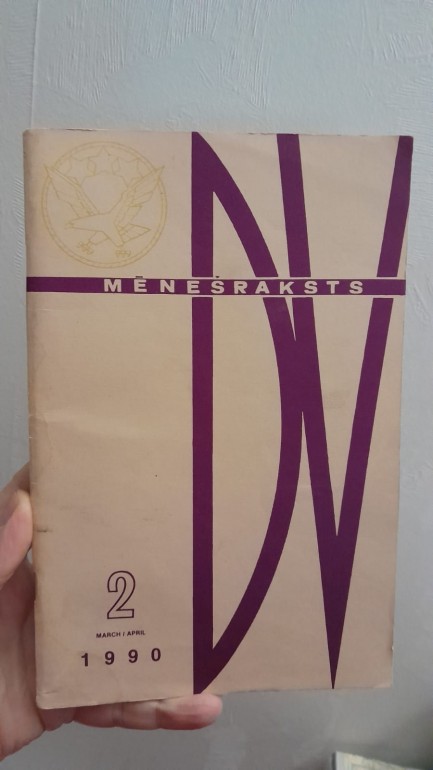 DV
MĒNEŠRAKSTS
2
MARCH / APRIL
1990